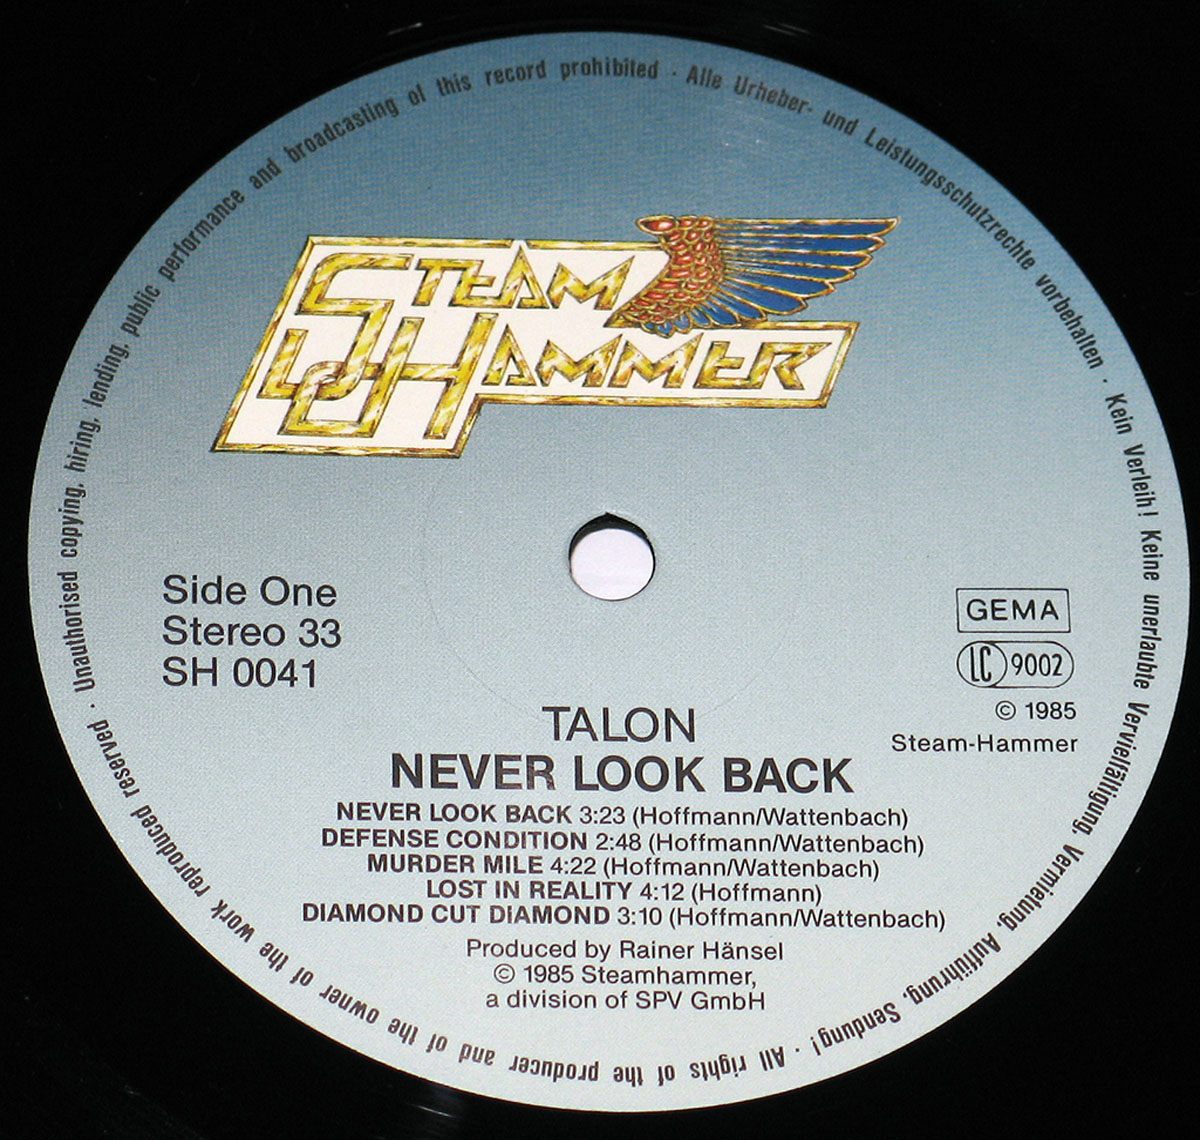 STEAM
HAMMER
Side One
Stereo 33
SH 0041
GEMA
LC 9002
© 1985
Steam-Hammer
TALON
NEVER LOOK BACK
NEVER LOOK BACK 3:23 (Hoffmann/Wattenbach)
DEFENSE CONDITION 2:48 (Hoffmann/Wattenbach)
MURDER MILE 4:22 (Hoffmann/Wattenbach)
LOST IN REALITY 4:12 (Hoffmann)
DIAMOND CUT DIAMOND 3:10 (Hoffmann/Wattenbach)
Produced by Rainer Hänsel
© 1985 Steamhammer,
a division of SPV GmbH
Alle Urheber- und Leistungsschutzrechte vorbehalten · Kein Verleih! Keine unerlaubte Vervielfältigung, Vermietung, Aufführung, Sendung! · All rights of the producer and of the owner of the work reproduced reserved · Unauthorised copying, hiring, lending, public performance and broadcasting of this record prohibited ·